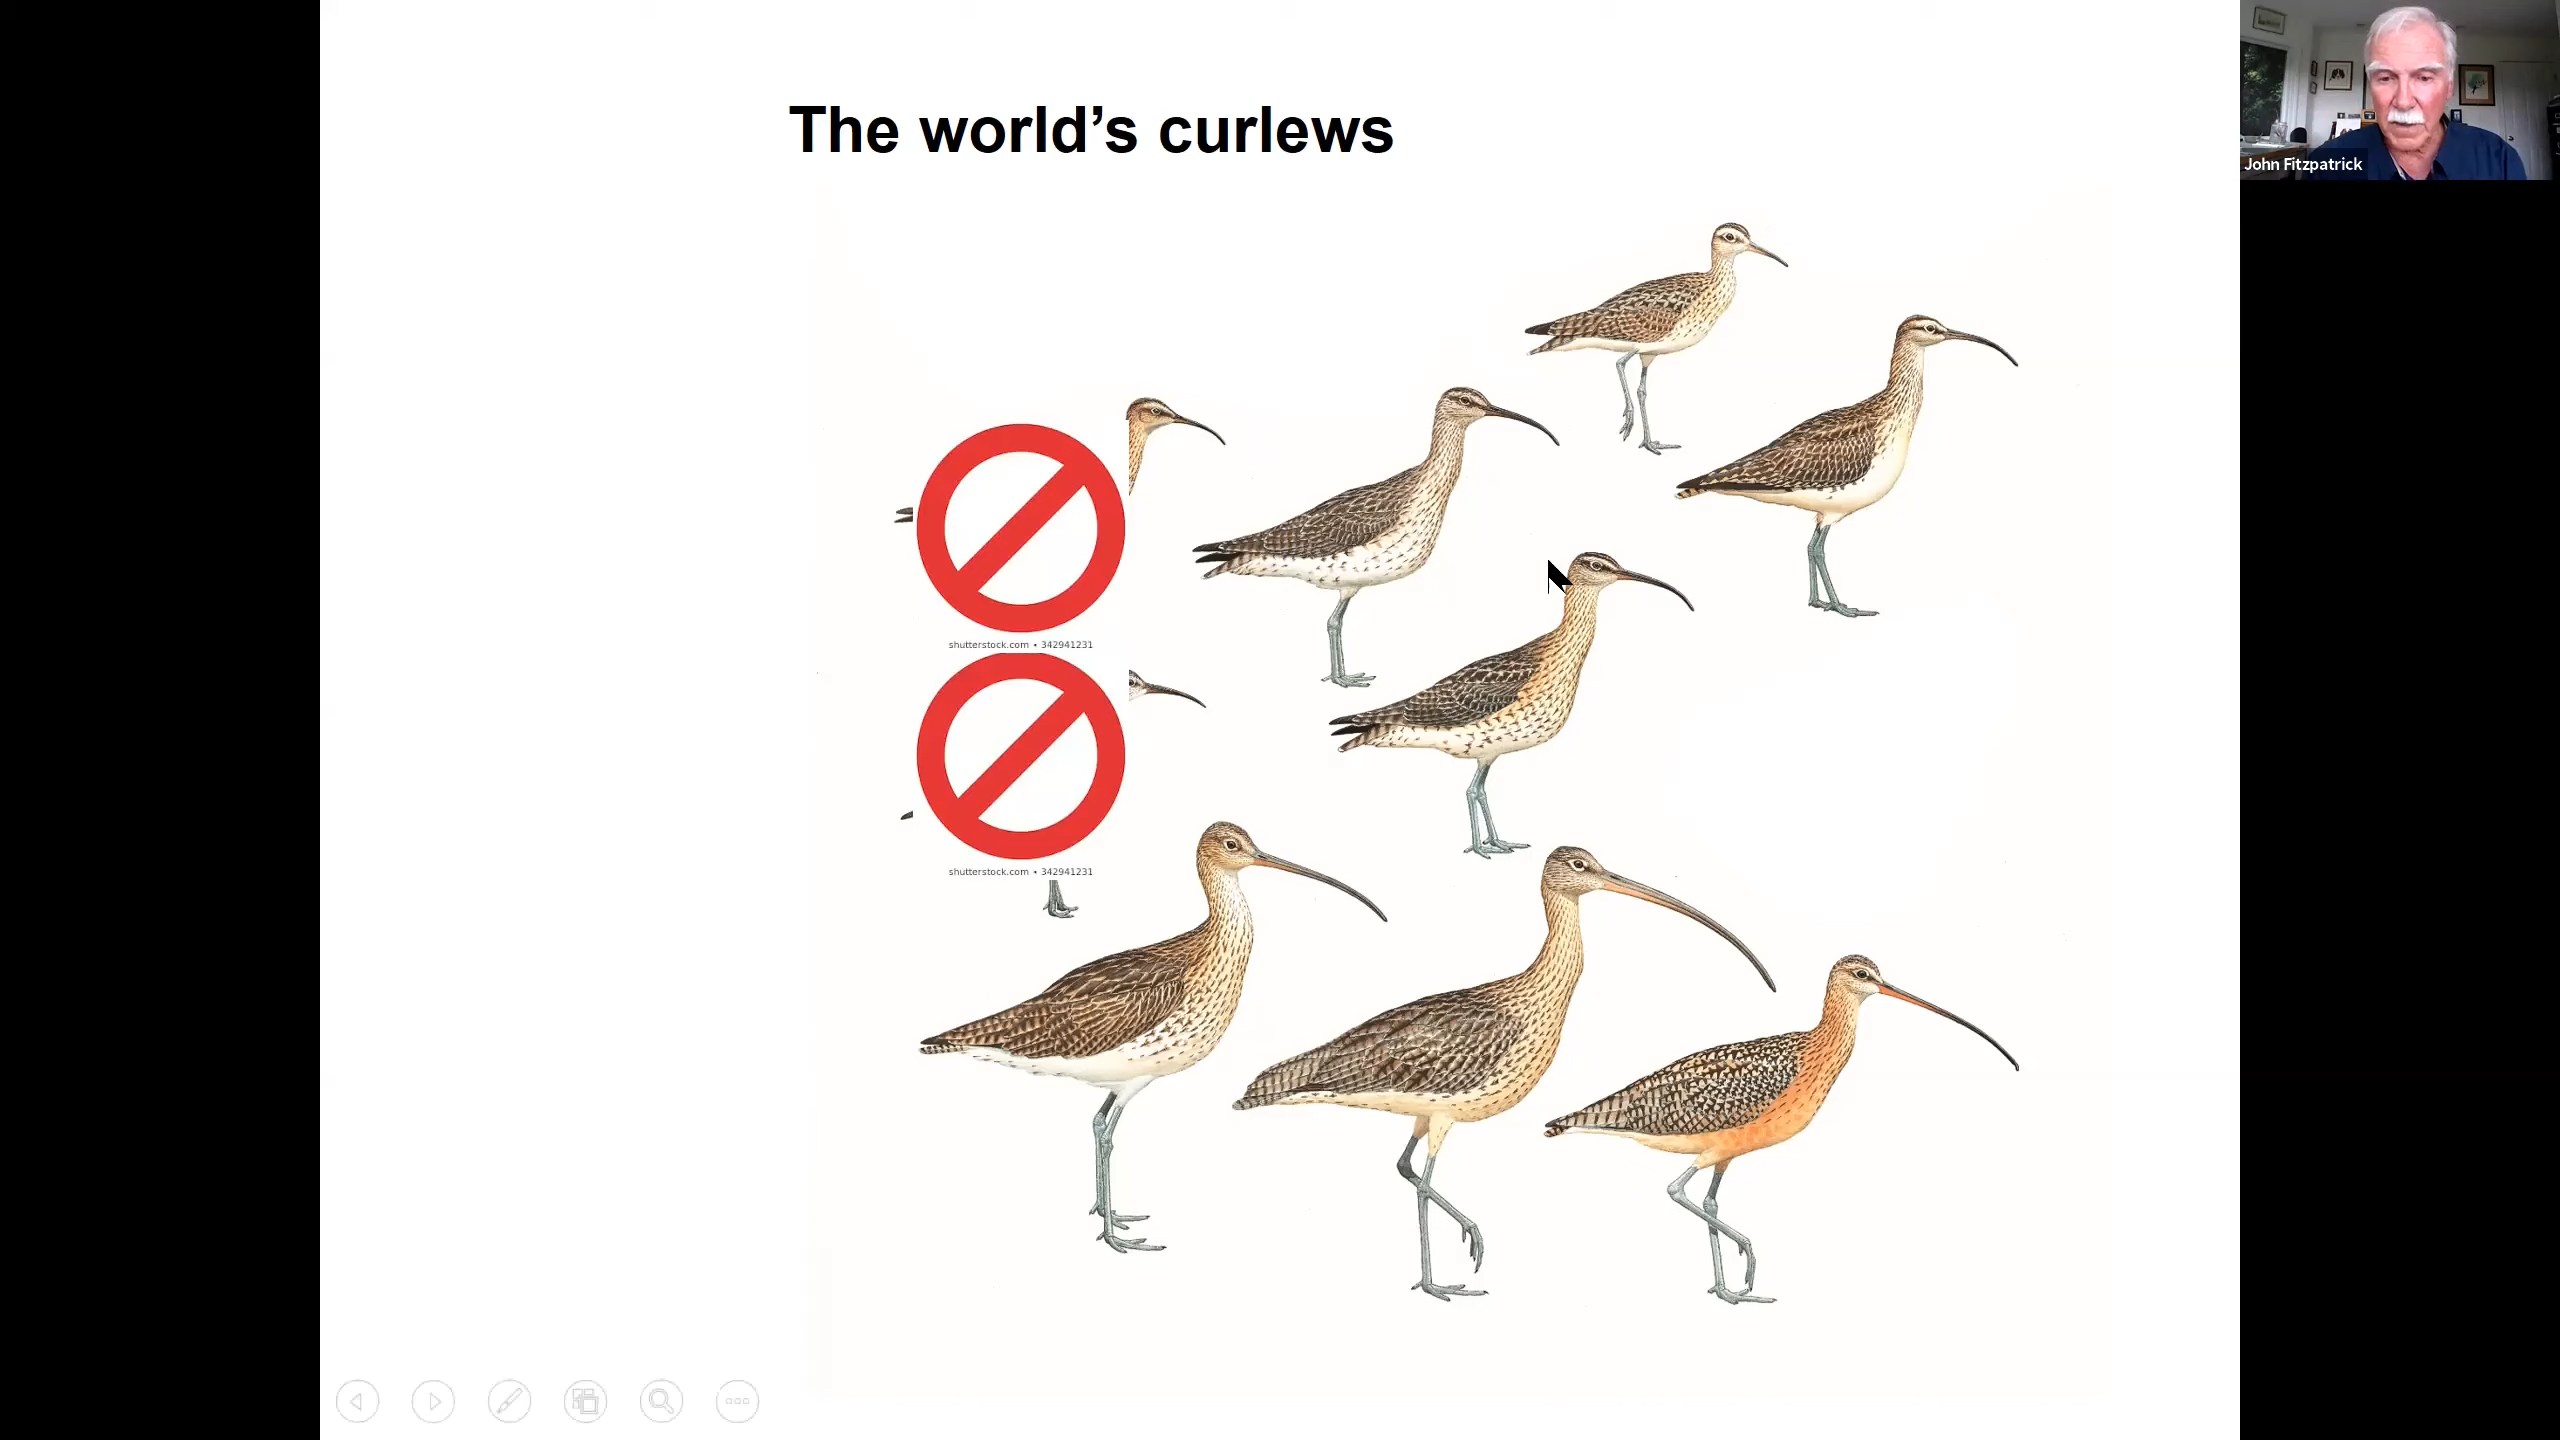 The world’s curlews
John Fitzpatrick
shutterstock.com • 342941231
shutterstock.com • 342941231